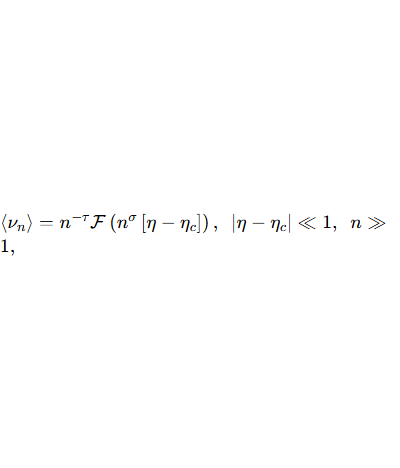 ⟨ν_n⟩ = n^{−τ} ℱ (n^σ [η − η_c]) ,  |η − η_c| ≪ 1,  n ≫
1,